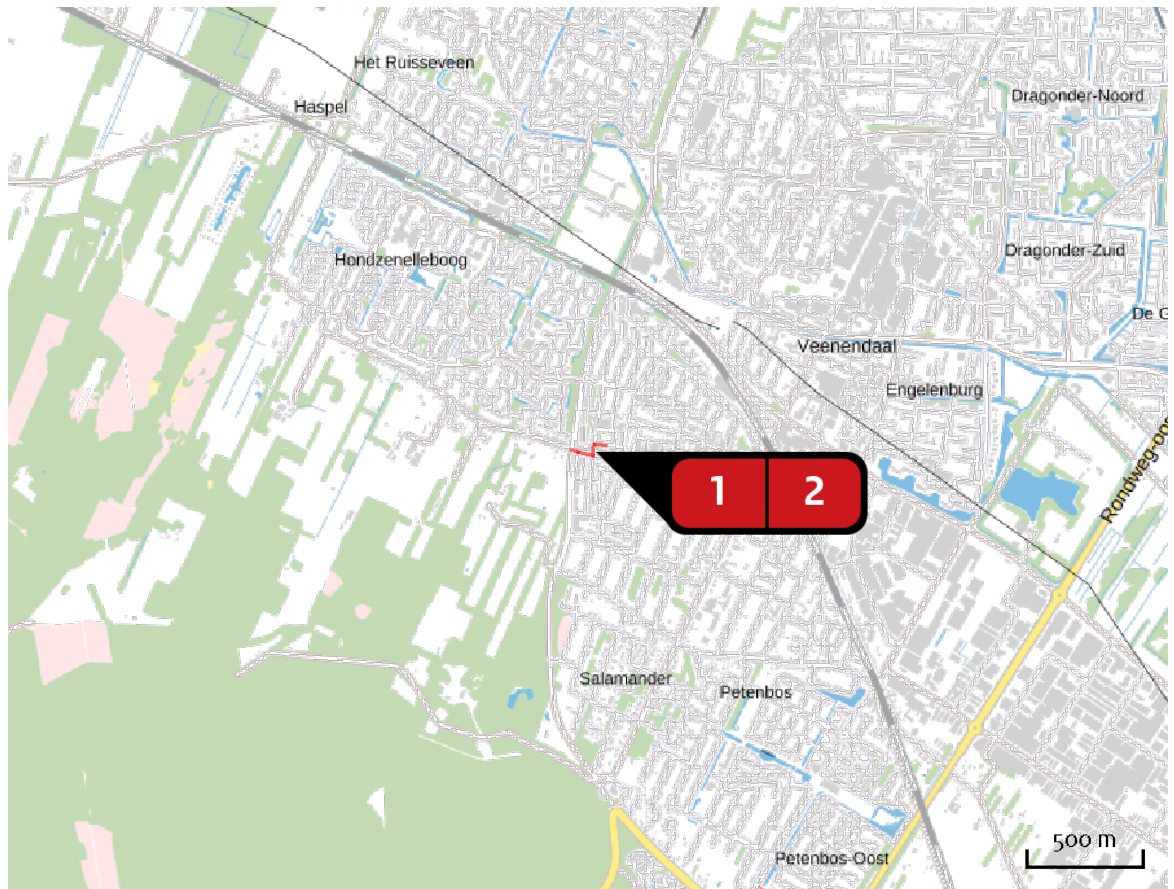 Het Ruisseveen
Haspel
Dragonder-Noord
Dragonder-Zuid
Hondzenelleboog
De G
Veenendaal
Engelenburg
Rondweg-oos
1 2
Salamander
Petenbos
500 m
Petenbos-Oost